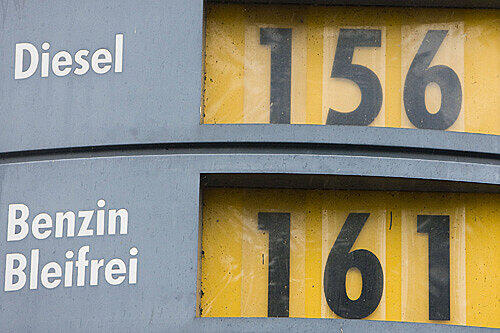 Diesel 156
Benzin
Bleifrei 161